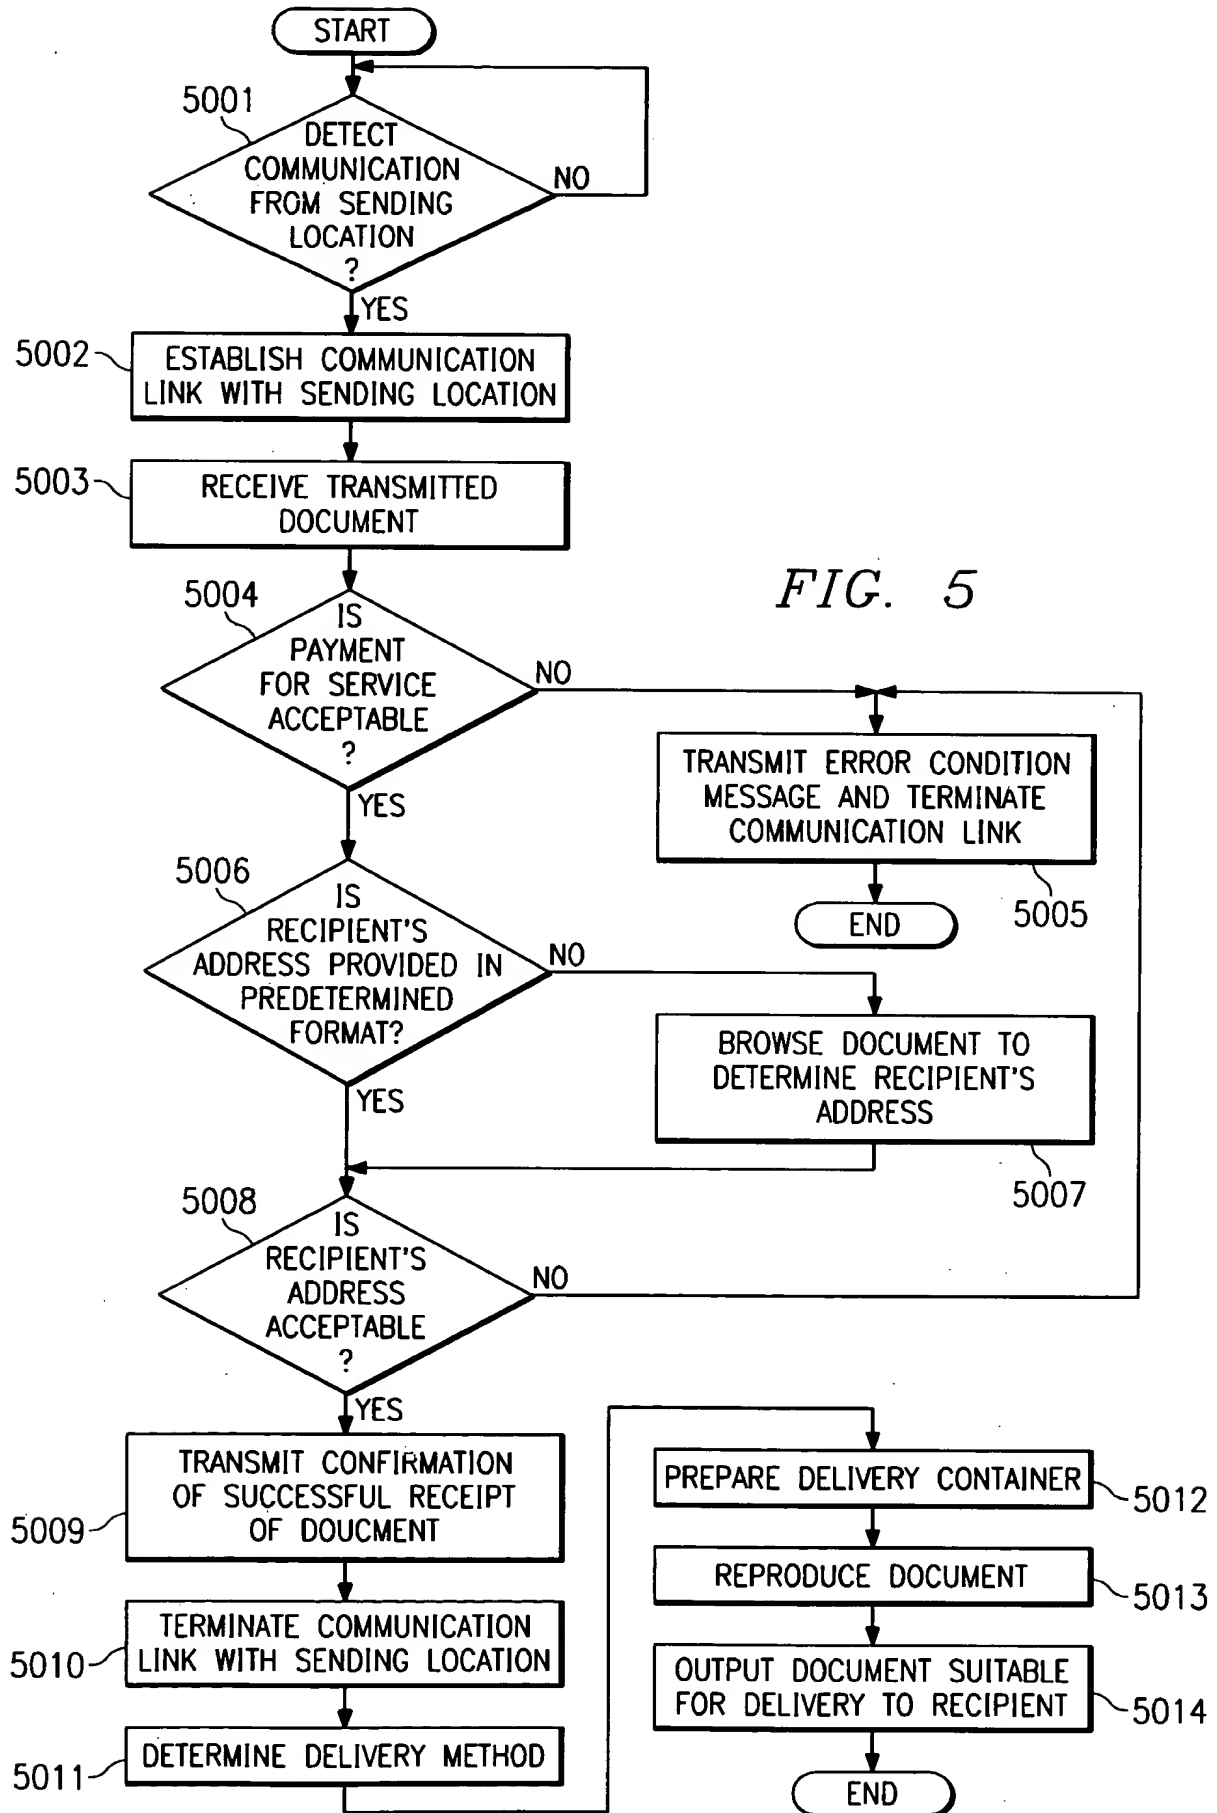 START
5001
DETECT
COMMUNICATION
FROM SENDING
LOCATION
?
NO
YES
5002
ESTABLISH COMMUNICATION
LINK WITH SENDING LOCATION
5003
RECEIVE TRANSMITTED
DOCUMENT
FIG. 5
5004
IS
PAYMENT
FOR SERVICE
ACCEPTABLE
?
NO
YES
TRANSMIT ERROR CONDITION
MESSAGE AND TERMINATE
COMMUNICATION LINK
5005
END
5006
IS
RECIPIENT'S
ADDRESS PROVIDED IN
PREDETERMINED
FORMAT?
NO
YES
BROWSE DOCUMENT TO
DETERMINE RECIPIENT'S
ADDRESS
5007
5008
IS
RECIPIENT'S
ADDRESS
ACCEPTABLE
?
NO
YES
5009
TRANSMIT CONFIRMATION
OF SUCCESSFUL RECEIPT
OF DOUCMENT
5010
TERMINATE COMMUNICATION
LINK WITH SENDING LOCATION
5011
DETERMINE DELIVERY METHOD
PREPARE DELIVERY CONTAINER
5012
REPRODUCE DOCUMENT
5013
OUTPUT DOCUMENT SUITABLE
FOR DELIVERY TO RECIPIENT
5014
END